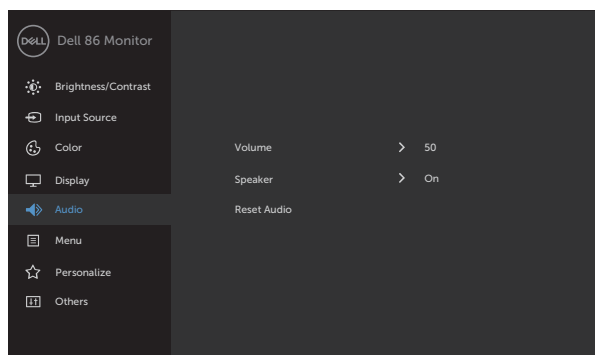 DELL Dell 86 Monitor
Brightness/Contrast
Input Source
Color
Volume 50
Display
Speaker On
Audio
Reset Audio
Menu
Personalize
Others